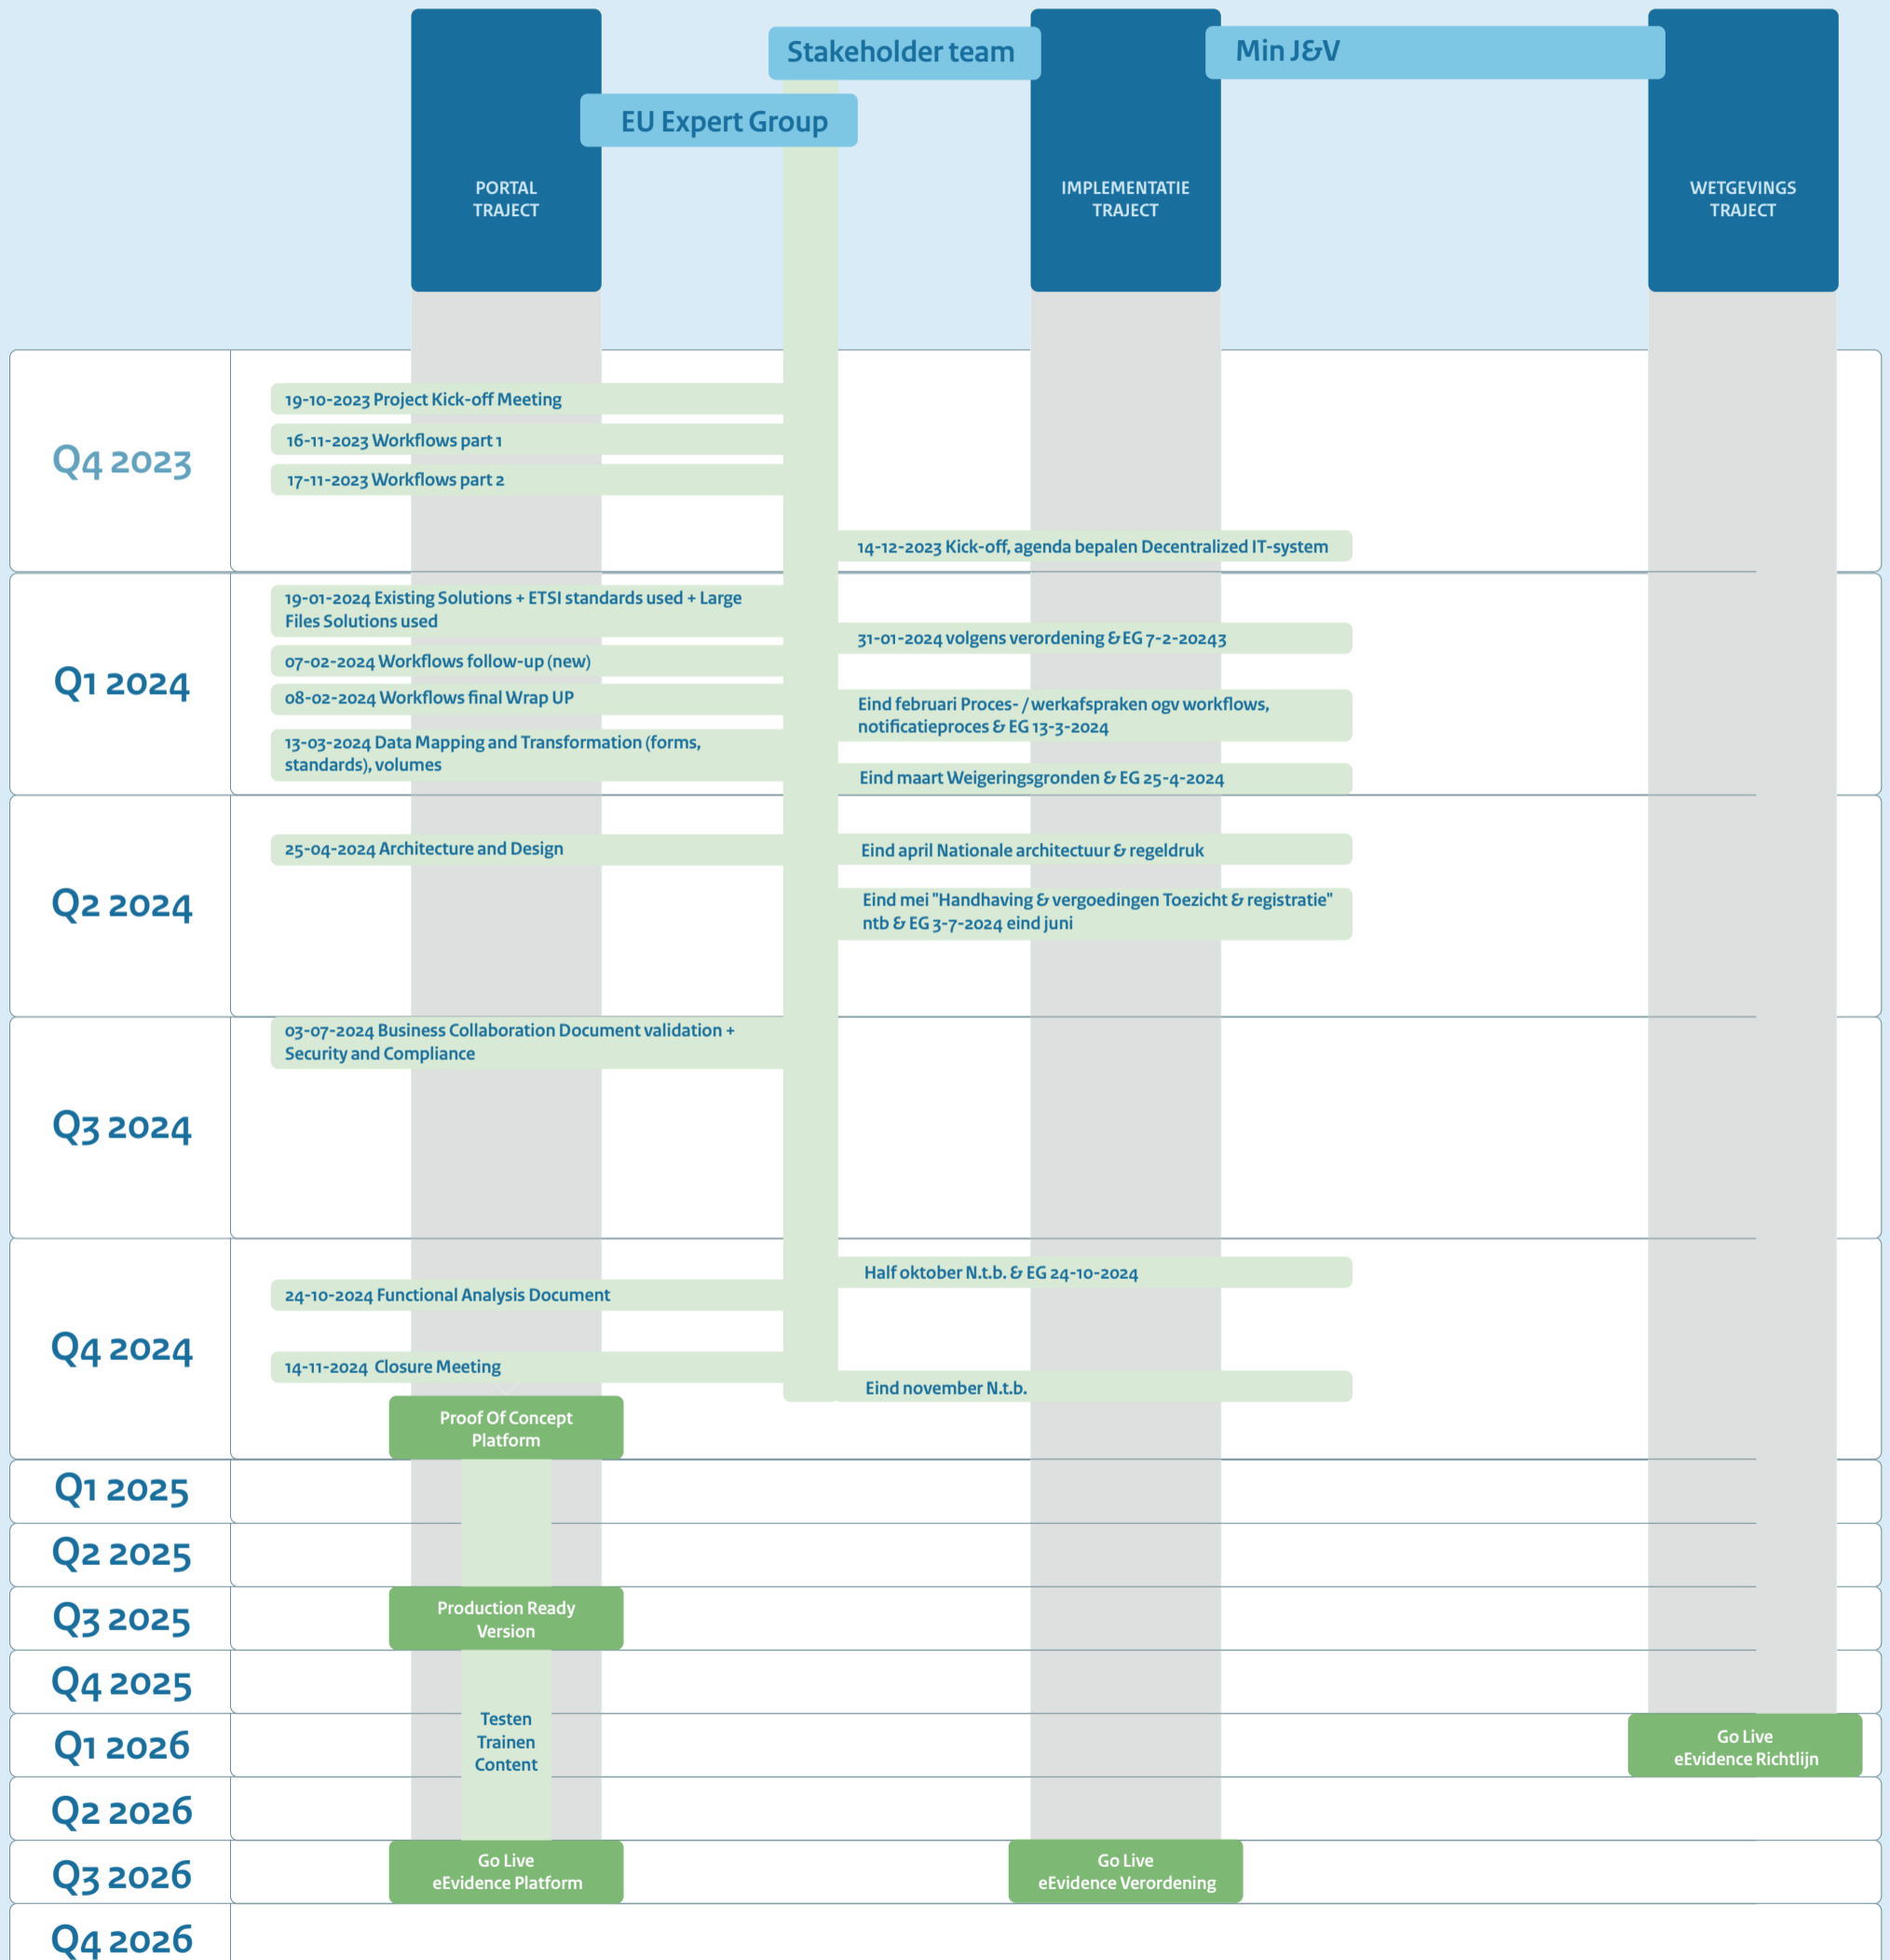 Stakeholder team
Min J&V
EU Expert Group
PORTAL
TRAJECT
IMPLEMENTATIE
TRAJECT
WETGEVINGS
TRAJECT
Q4 2023
19-10-2023 Project Kick-off Meeting
16-11-2023 Workflows part 1
17-11-2023 Workflows part 2
14-12-2023 Kick-off, agenda bepalen Decentralized IT-system
Q1 2024
19-01-2024 Existing Solutions + ETSI standards used + Large
Files Solutions used
07-02-2024 Workflows follow-up (new)
08-02-2024 Workflows final Wrap UP
13-03-2024 Data Mapping and Transformation (forms,
standards), volumes
31-01-2024 volgens verordening & EG 7-2-20243
Eind februari Proces- / werkafspraken ogv workflows,
notificatieproces & EG 13-3-2024
Eind maart Weigeringsgronden & EG 25-4-2024
Q2 2024
25-04-2024 Architecture and Design
Eind april Nationale architectuur & regeldruk
Eind mei "Handhaving & vergoedingen Toezicht & registratie"
ntb & EG 3-7-2024 eind juni
Q3 2024
03-07-2024 Business Collaboration Document validation +
Security and Compliance
Q4 2024
Half oktober N.t.b. & EG 24-10-2024
24-10-2024 Functional Analysis Document
14-11-2024 Closure Meeting
Eind november N.t.b.
Proof Of Concept
Platform
Q1 2025
Q2 2025
Q3 2025
Production Ready
Version
Q4 2025
Testen
Trainen
Content
Q1 2026
Go Live
eEvidence Richtlijn
Q2 2026
Q3 2026
Go Live
eEvidence Platform
Go Live
eEvidence Verordening
Q4 2026